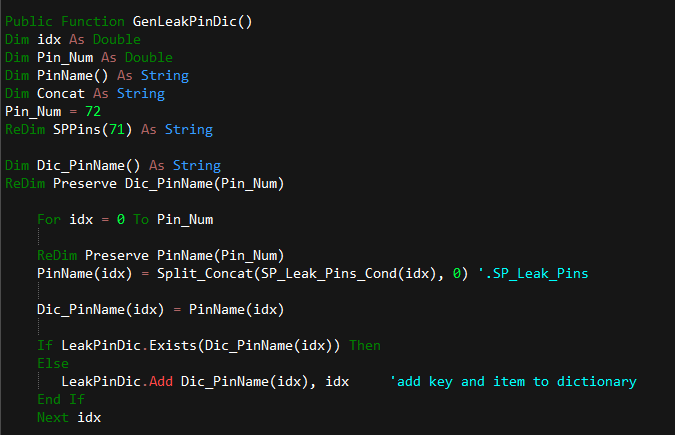 Public Function GenLeakPinDic()
Dim idx As Double
Dim Pin_Num As Double
Dim PinName() As String
Dim Concat As String
Pin_Num = 72
ReDim SPPins(71) As String
Dim Dic_PinName() As String
ReDim Preserve Dic_PinName(Pin_Num)
For idx = 0 To Pin_Num
ReDim Preserve PinName(Pin_Num)
PinName(idx) = Split_Concat(SP_Leak_Pins_Cond(idx), 0) '.SP_Leak_Pins
Dic_PinName(idx) = PinName(idx)
If LeakPinDic.Exists(Dic_PinName(idx)) Then
Else
LeakPinDic.Add Dic_PinName(idx), idx 'add key and item to dictionary
End If
Next idx